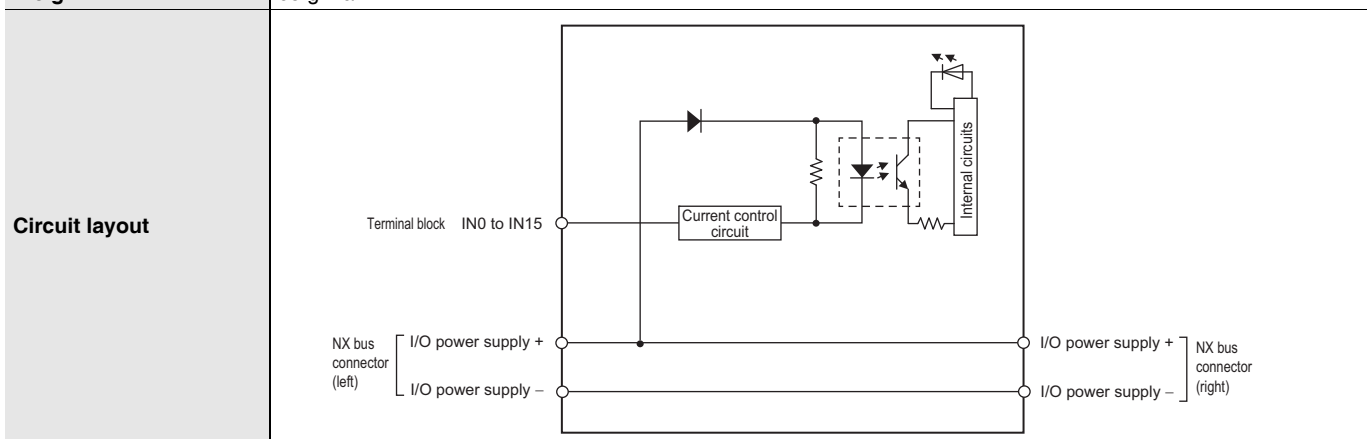 Circuit layout
Terminal block IN0 to IN15
Current control
circuit
Internal circuits
NX bus
connector
(left)
I/O power supply +
I/O power supply −
I/O power supply +
I/O power supply −
NX bus
connector
(right)